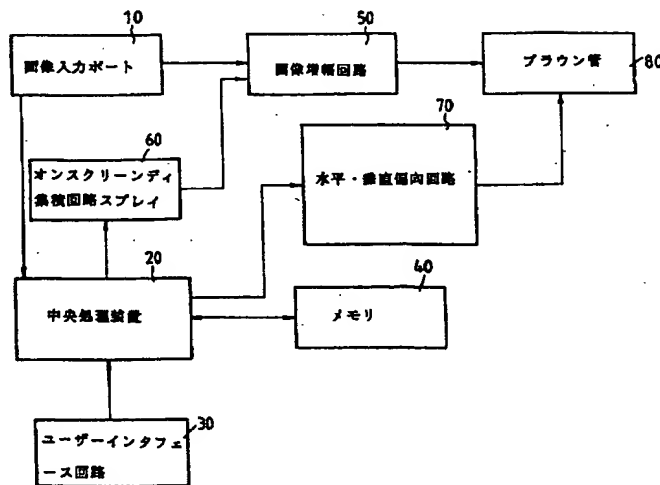 10
画像入力ポート
50
画像増幅回路
ブラウン管
80
60
オンスクリーンディ
集積回路スプレイ
70
水平・垂直偏向回路
20
中央処理装置
40
メモリ
30
ユーザーインタフェ
ース回路